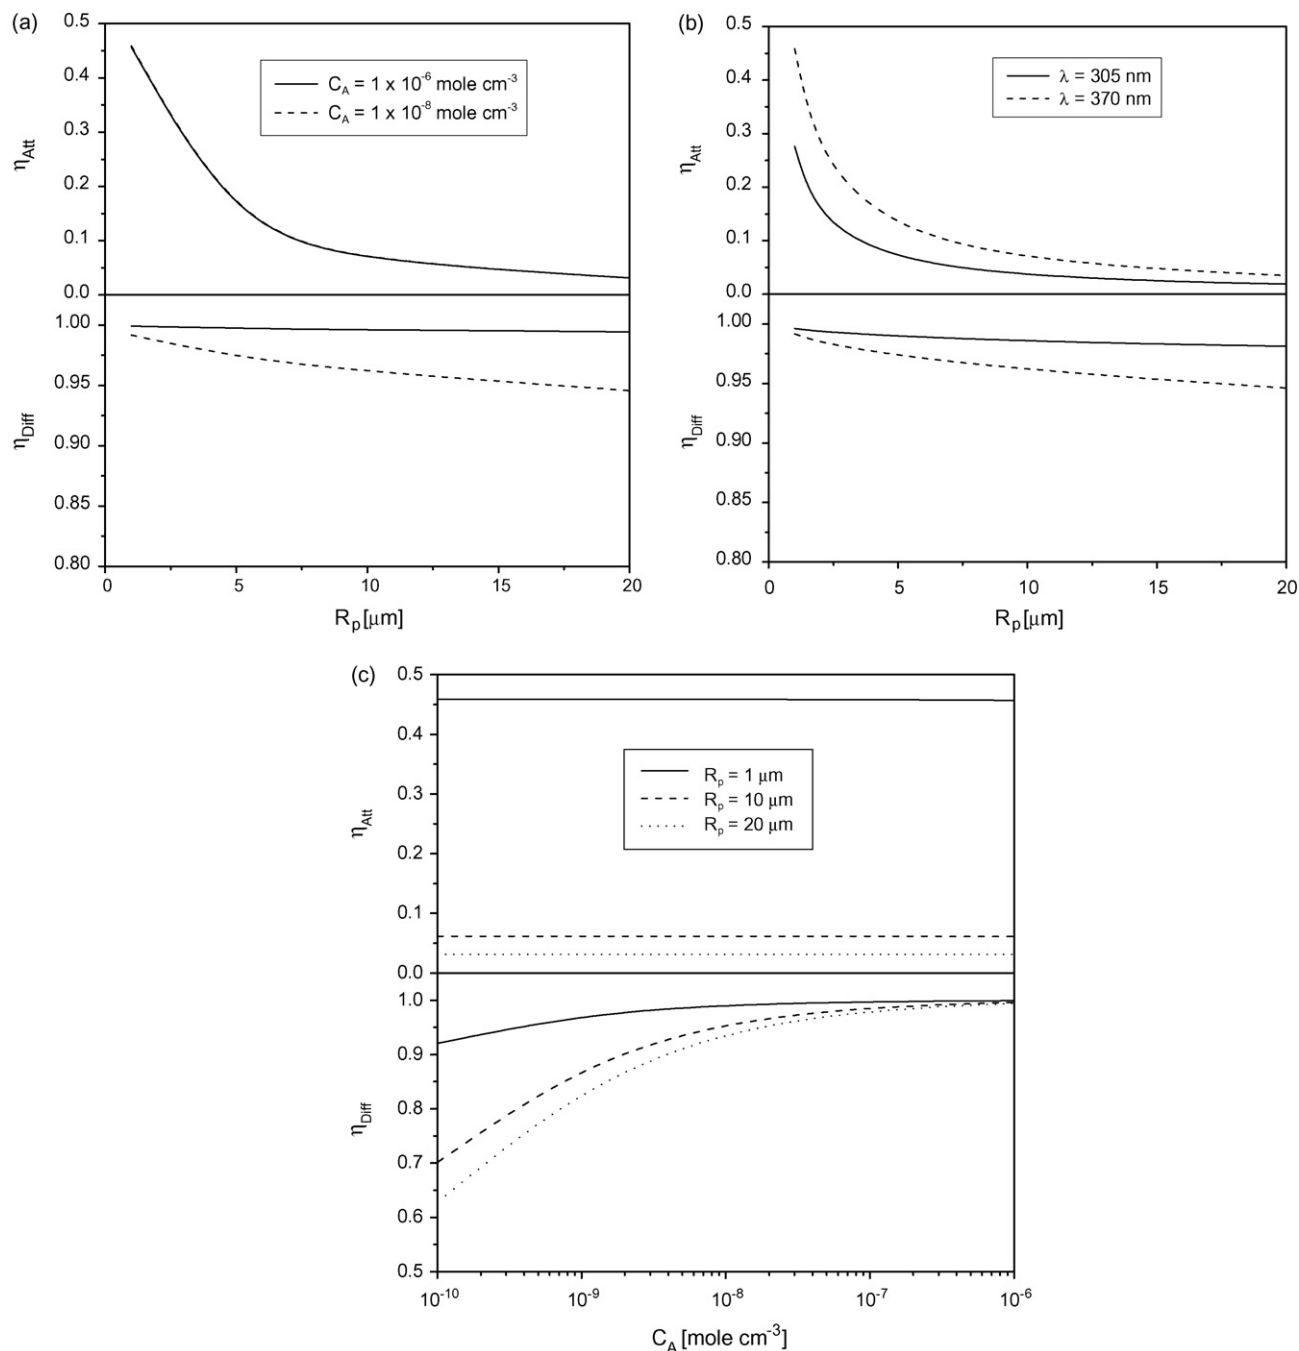 (a)
0.5
0.4
0.3
0.2
0.1
0.0
η_Att
C_A = 1 x 10^-6 mole cm^-3
C_A = 1 x 10^-8 mole cm^-3
1.00
0.95
0.90
0.85
0.80
η_Diff
0 5 10 15 20
R_p [μm]
(b)
0.5
0.4
0.3
0.2
0.1
0.0
η_Att
λ = 305 nm
λ = 370 nm
1.00
0.95
0.90
0.85
0.80
η_Diff
0 5 10 15 20
R_p [μm]
(c)
0.5
0.4
0.3
0.2
0.1
0.0
η_Att
R_p = 1 μm
R_p = 10 μm
R_p = 20 μm
1.0
0.9
0.8
0.7
0.6
0.5
η_Diff
10^-10 10^-9 10^-8 10^-7 10^-6
C_A [mole cm^-3]